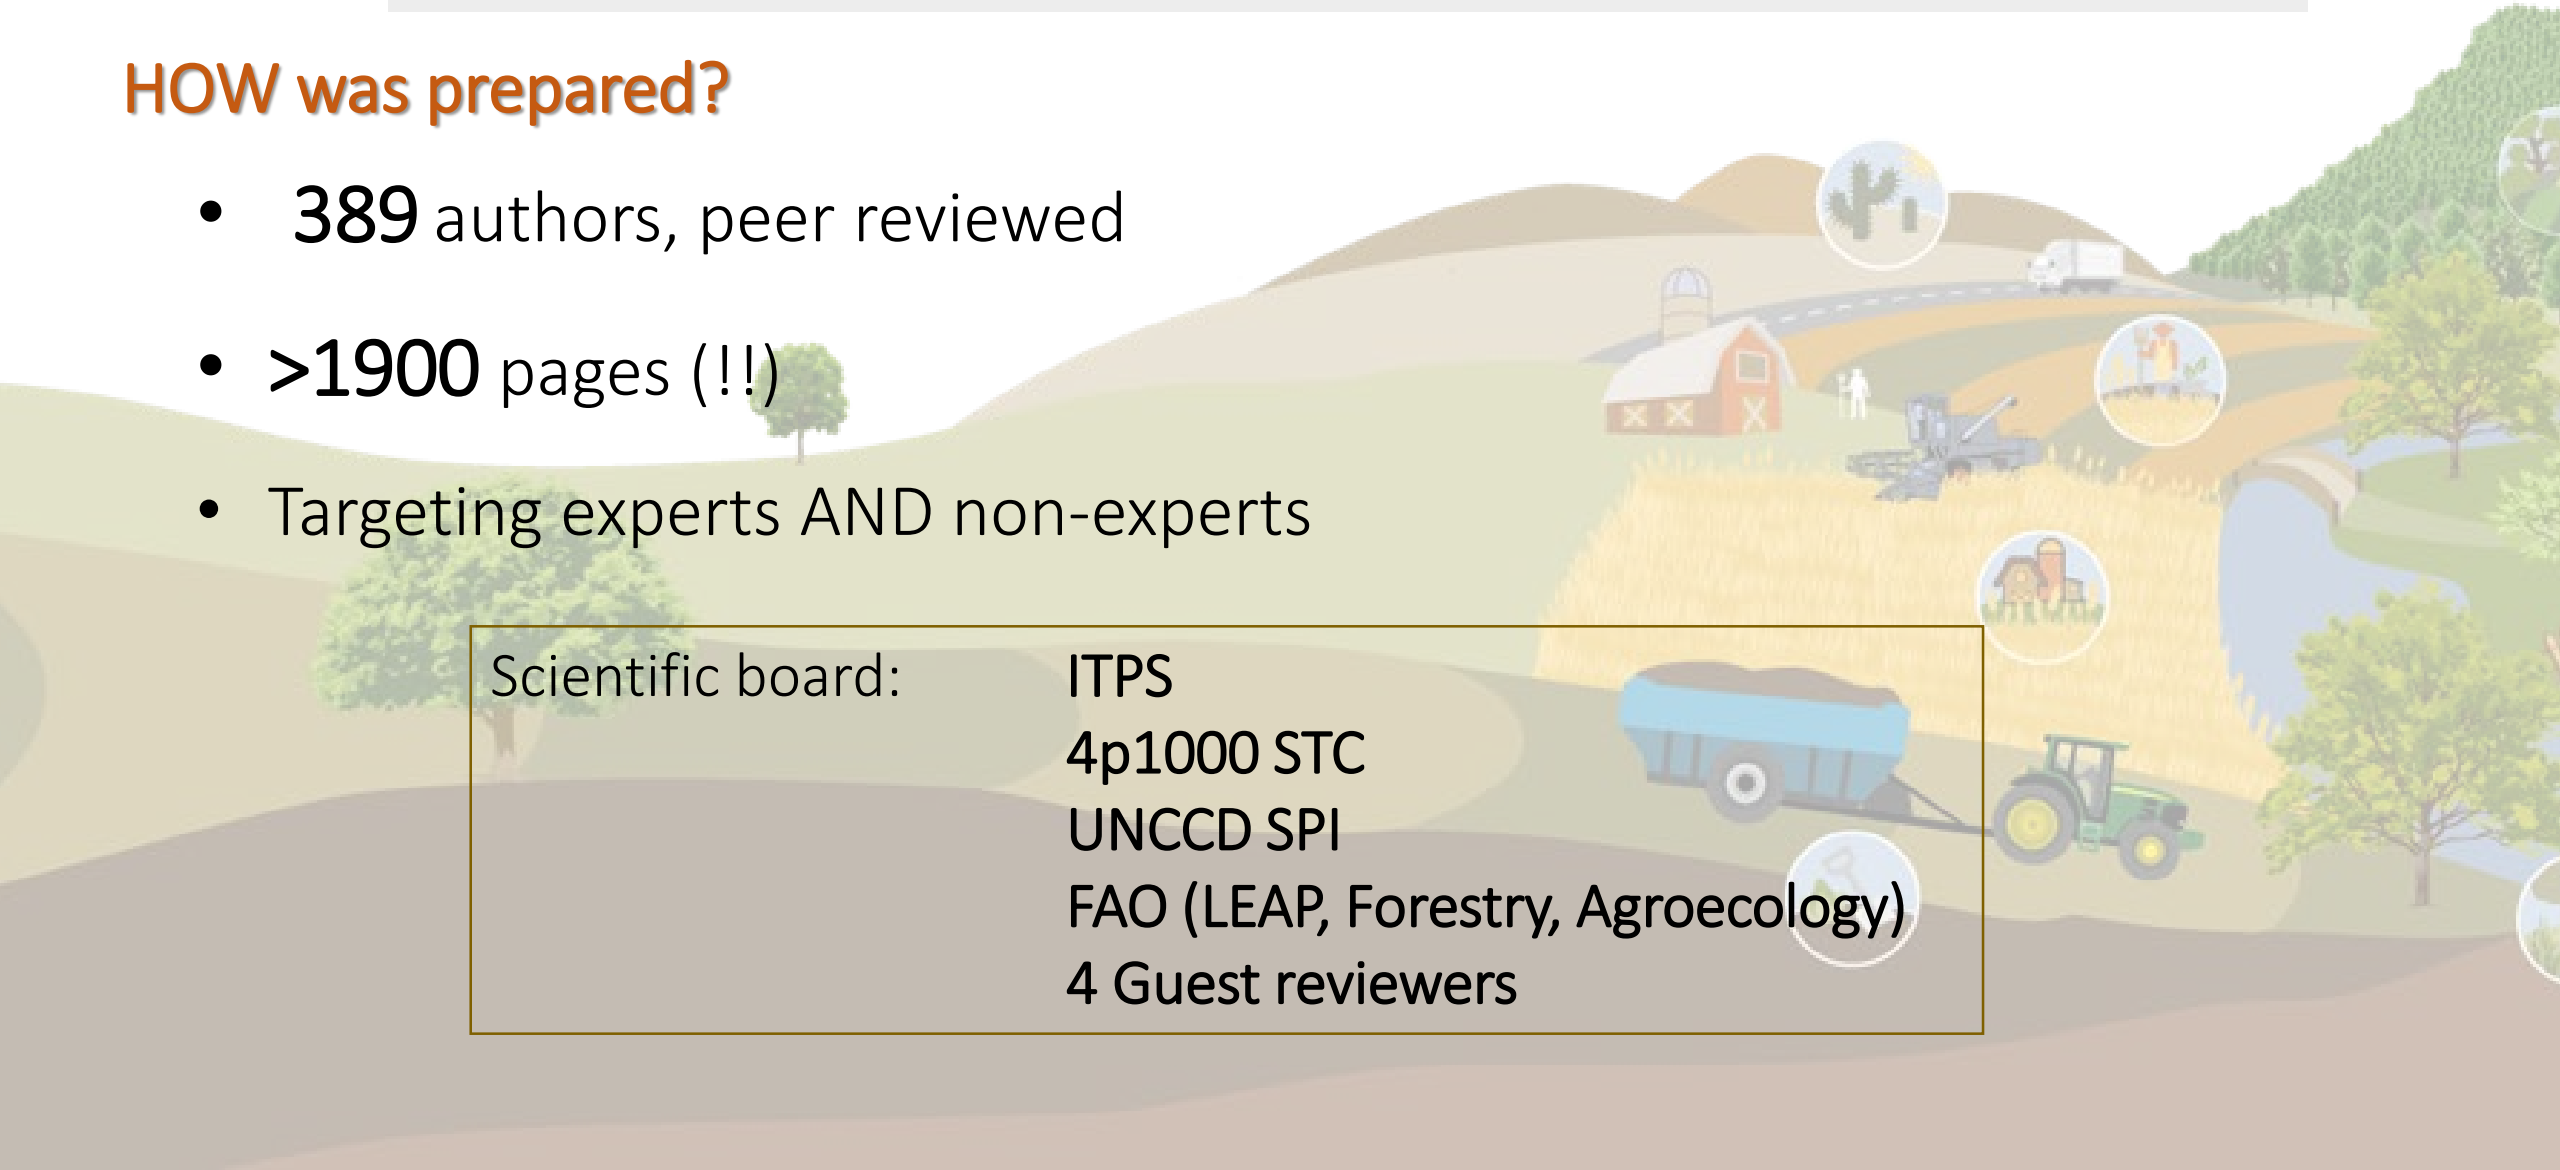 HOW was prepared?
• 389 authors, peer reviewed
• >1900 pages (!!)
• Targeting experts AND non-experts
Scientific board: ITPS
4p1000 STC
UNCCD SPI
FAO (LEAP, Forestry, Agroecology)
4 Guest reviewers